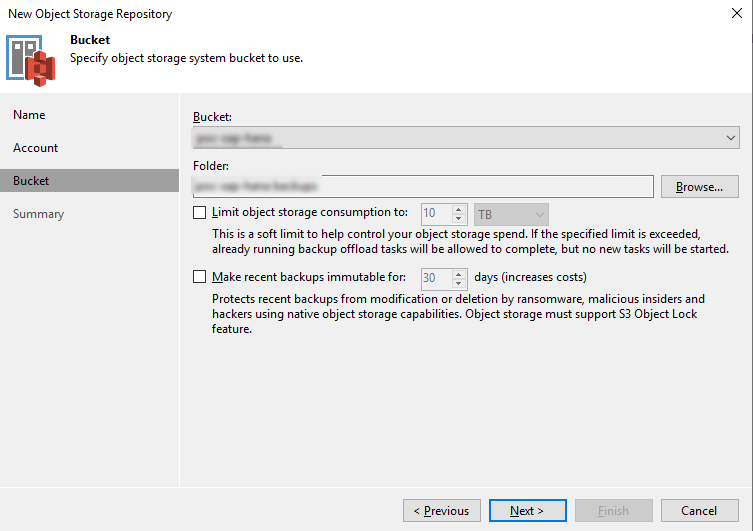 New Object Storage Repository
Bucket
Specify object storage system bucket to use.
Name
Account
Bucket
Summary
Bucket:
Folder:
Browse...
Limit object storage consumption to: 10 TB
This is a soft limit to help control your object storage spend. If the specified limit is exceeded,
already running backup offload tasks will be allowed to complete, but no new tasks will be started.
Make recent backups immutable for: 30 days (increases costs)
Protects recent backups from modification or deletion by ransomware, malicious insiders and
hackers using native object storage capabilities. Object storage must support S3 Object Lock
feature.
< Previous Next > Finish Cancel